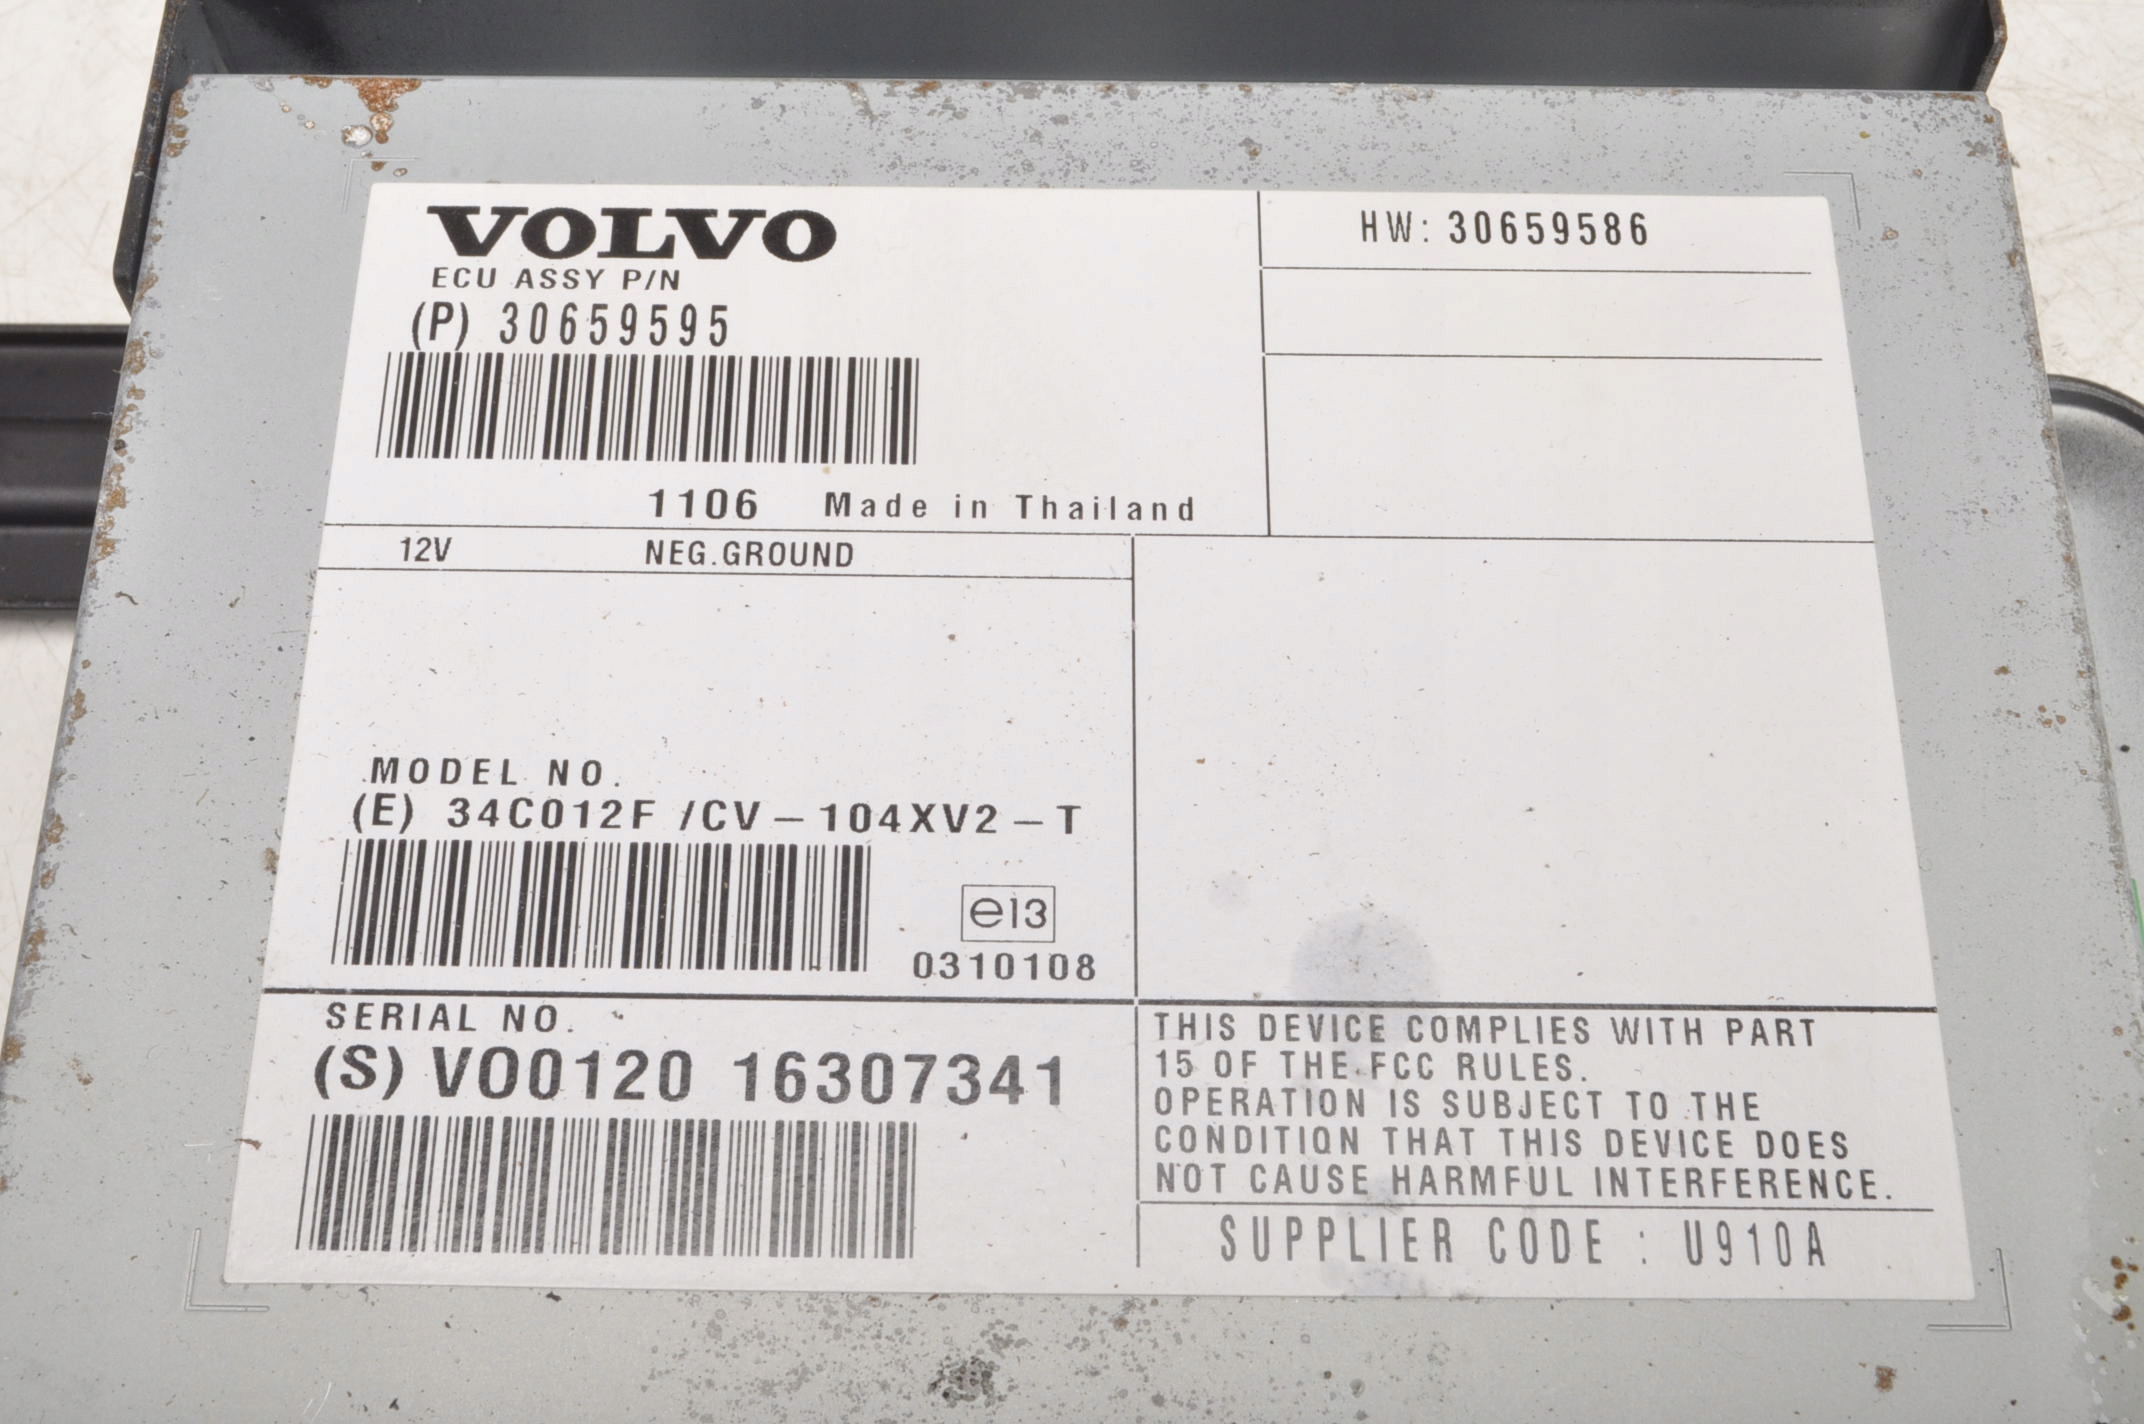 VOLVO
ECU ASSY P/N
(P) 30659595
1106 Made in Thailand
HW: 30659586
12V NEG.GROUND
MODEL NO.
(E) 34C012F /CV-104XV2-T
e13
0310108
SERIAL NO.
(S) VO0120 16307341
THIS DEVICE COMPLIES WITH PART
15 OF THE FCC RULES.
OPERATION IS SUBJECT TO THE
CONDITION THAT THIS DEVICE DOES
NOT CAUSE HARMFUL INTERFERENCE.
SUPPLIER CODE : U910A